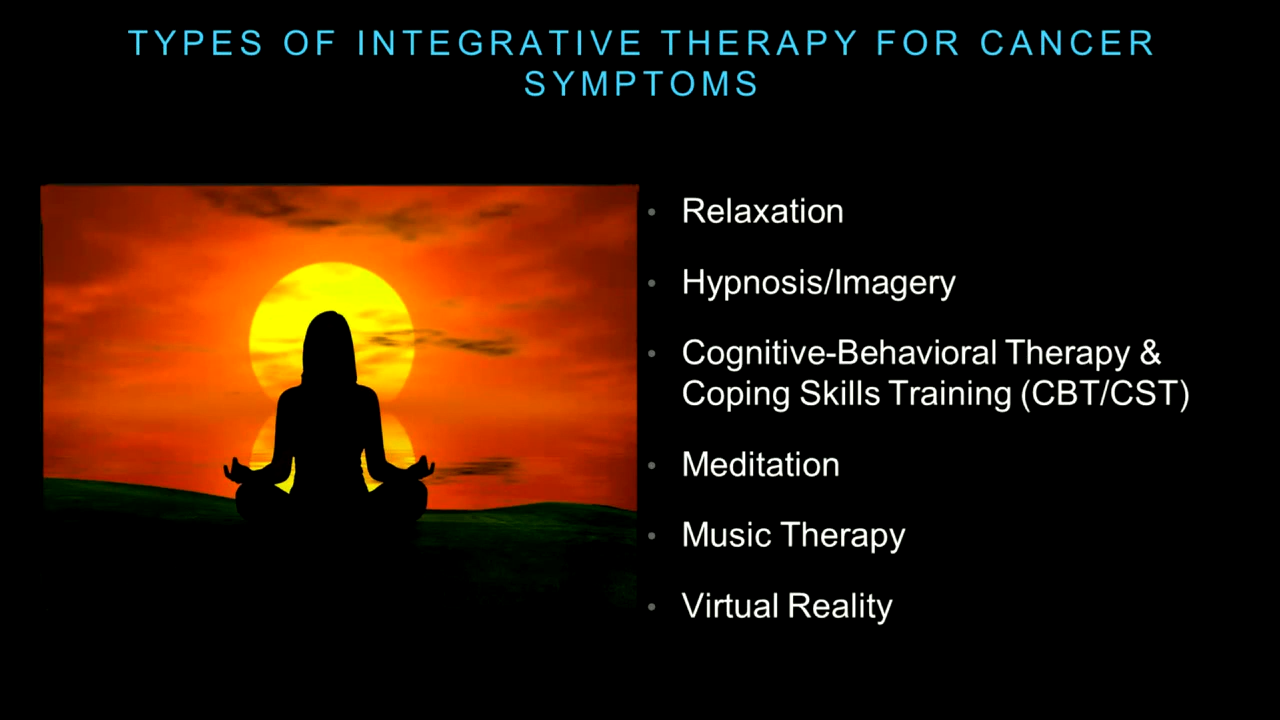 TYPES OF INTEGRATIVE THERAPY FOR CANCER
SYMPTOMS
• Relaxation
• Hypnosis/Imagery
• Cognitive-Behavioral Therapy &
Coping Skills Training (CBT/CST)
• Meditation
• Music Therapy
• Virtual Reality